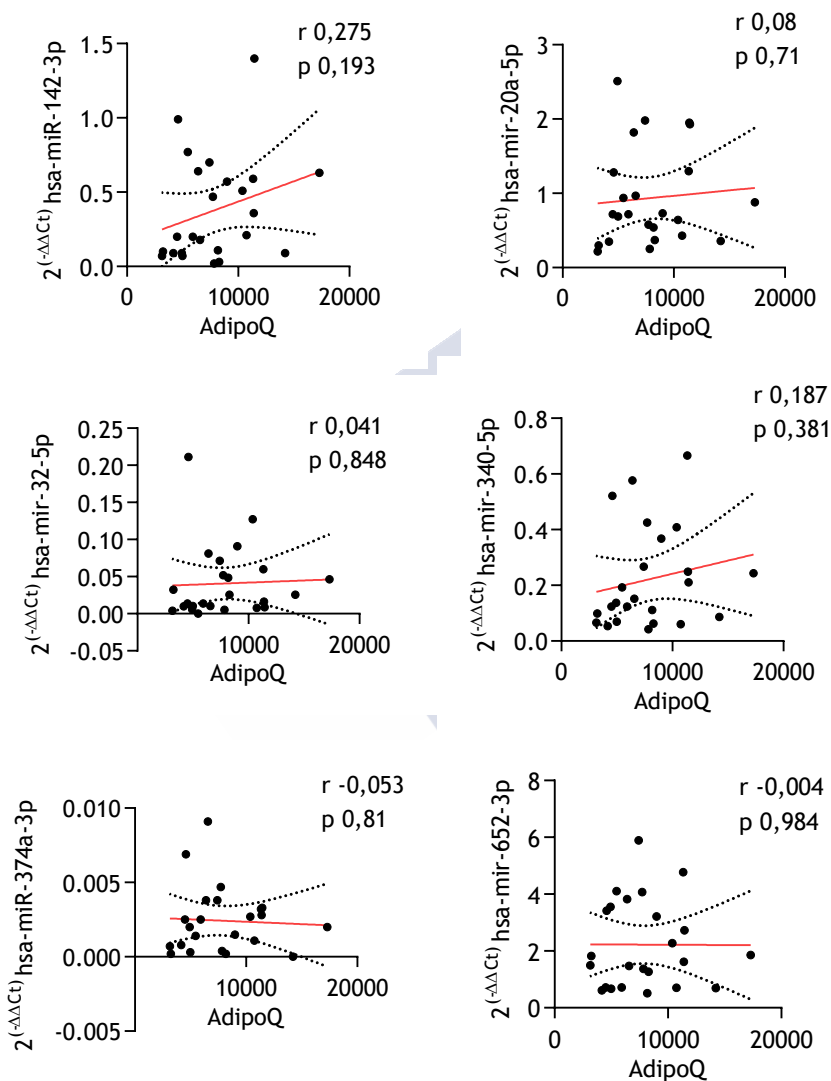 r 0,275
p 0,193
2(-ΔΔCt) hsa-miR-142-3p
1.5
1.0
0.5
0.0
0 10000 20000
AdipoQ
r 0,08
p 0,71
2(-ΔΔCt) hsa-mir-20a-5p
3
2
1
0
0 10000 20000
AdipoQ
r 0,041
p 0,848
2(-ΔΔCt) hsa-mir-32-5p
0.25
0.20
0.15
0.10
0.05
0.00
-0.05
10000 20000
AdipoQ
r 0,187
p 0,381
2(-ΔΔCt) hsa-mir-340-5p
0.8
0.6
0.4
0.2
0.0
0 10000 20000
AdipoQ
r -0,053
p 0,81
2(-ΔΔCt) hsa-miR-374a-3p
0.010
0.005
0.000
-0.005
10000 20000
AdipoQ
r -0,004
p 0,984
2(-ΔΔCt) hsa-mir-652-3p
8
6
4
2
0
0 10000 20000
AdipoQ